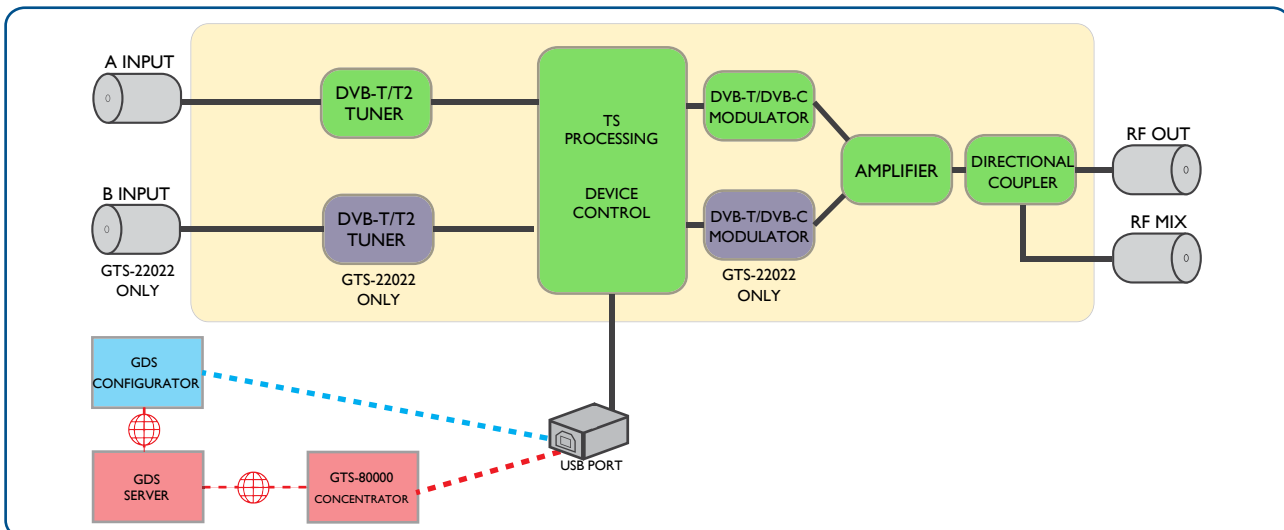 A INPUT
DVB-T/T2
TUNER
TS
PROCESSING
DEVICE
CONTROL
DVB-T/DVB-C
MODULATOR
AMPLIFIER
DIRECTIONAL
COUPLER
RF OUT
RF MIX
B INPUT
GTS-22022
ONLY
DVB-T/T2
TUNER
GTS-22022
ONLY
DVB-T/DVB-C
MODULATOR
GTS-22022
ONLY
GDS
CONFIGURATOR
USB PORT
GDS
SERVER
GTS-80000
CONCENTRATOR